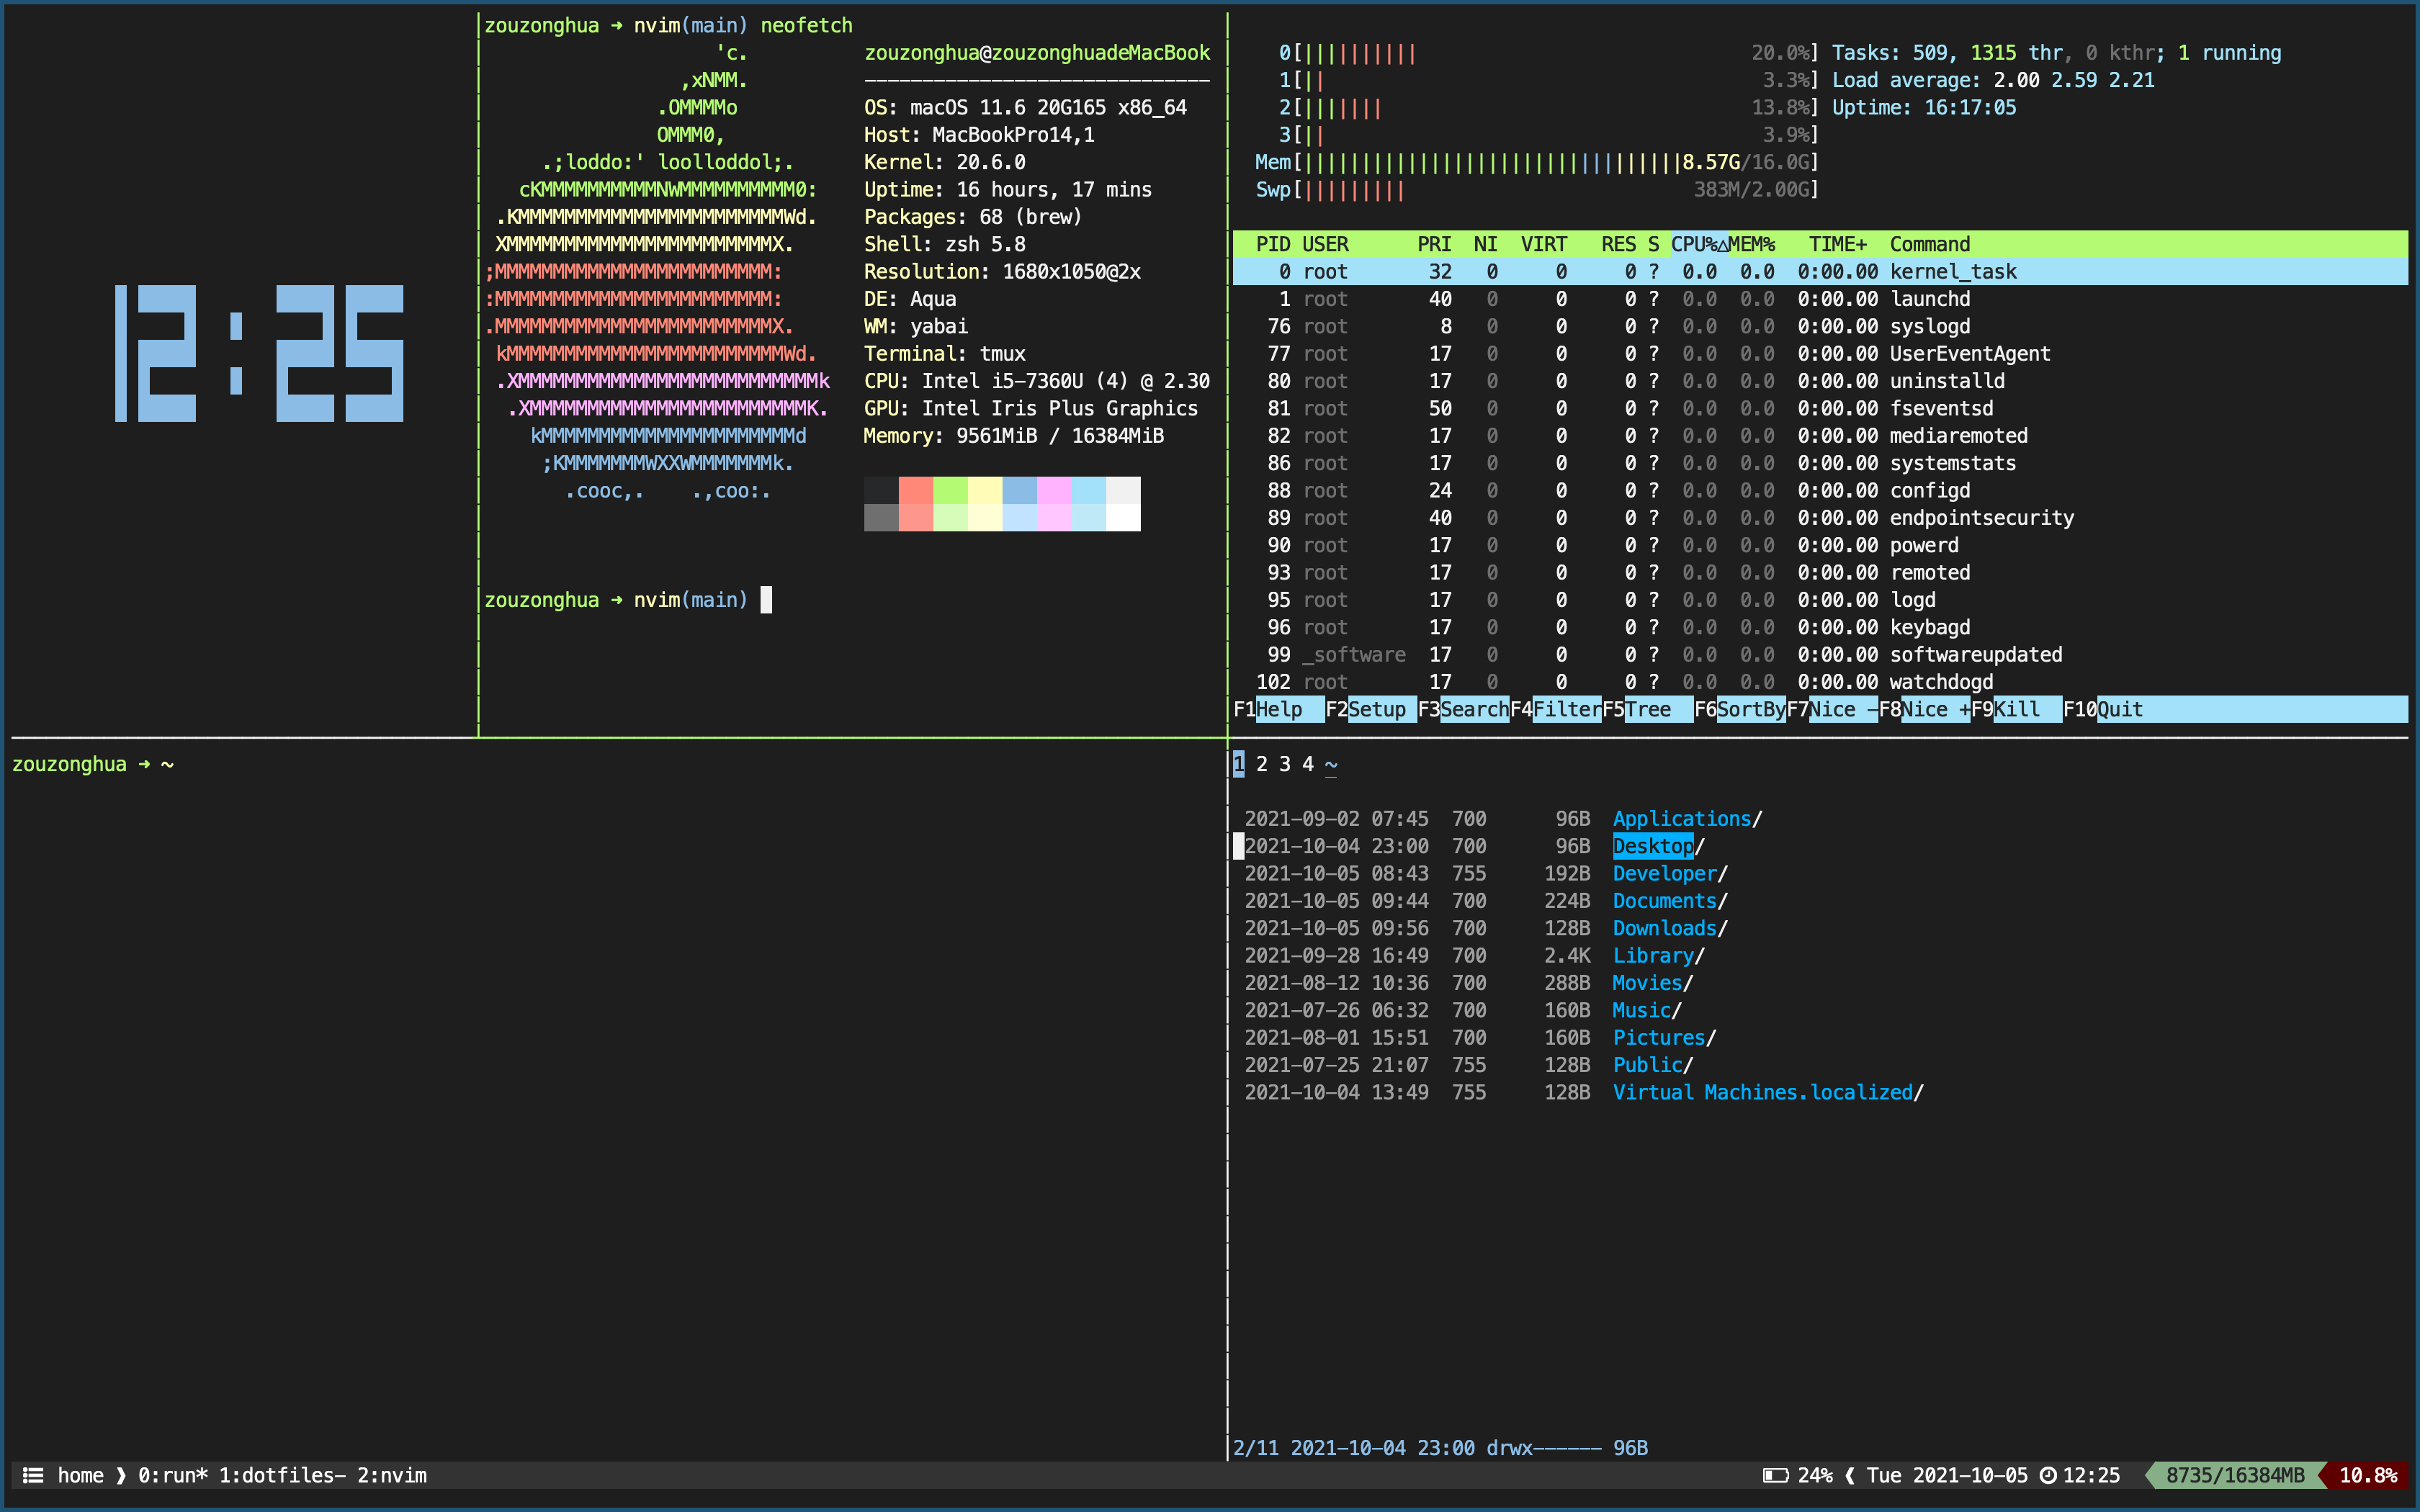 12:25
zouzonghua → nvim(main) neofetch
'c.
,xNMM.
.OMMMMo
OMMM0,
.;loddo:' loolloddol;.
cKMMMMMMMMMMNWMMMMMMMMMM0:
.KMMMMMMMMMMMMMMMMMMMMMMMWd.
XMMMMMMMMMMMMMMMMMMMMMMMX.
;MMMMMMMMMMMMMMMMMMMMMMMM:
:MMMMMMMMMMMMMMMMMMMMMMMM:
.MMMMMMMMMMMMMMMMMMMMMMMMX.
kMMMMMMMMMMMMMMMMMMMMMMMMWd.
.XMMMMMMMMMMMMMMMMMMMMMMMMMMk
.XMMMMMMMMMMMMMMMMMMMMMMMMK.
kMMMMMMMMMMMMMMMMMMMMMMd
;KMMMMMMMWXXWMMMMMMMk.
.cooc,.    .,coo:.
zouzonghua@zouzonghuadeMacBook
------------------------------
OS: macOS 11.6 20G165 x86_64
Host: MacBookPro14,1
Kernel: 20.6.0
Uptime: 16 hours, 17 mins
Packages: 68 (brew)
Shell: zsh 5.8
Resolution: 1680x1050@2x
DE: Aqua
WM: yabai
Terminal: tmux
CPU: Intel i5-7360U (4) @ 2.30
GPU: Intel Iris Plus Graphics
Memory: 9561MiB / 16384MiB
zouzonghua → nvim(main)
0[|||||||||| 20.0%]
1[|| 3.3%]
2[||||||| 13.8%]
3[|| 3.9%]
Mem[|||||||||||||||||||||||||||||||||8.57G/16.0G]
Swp[||||||||| 383M/2.00G]
Tasks: 509, 1315 thr, 0 kthr; 1 running
Load average: 2.00 2.59 2.21
Uptime: 16:17:05
PID USER PRI NI VIRT RES S CPU%△MEM% TIME+ Command
0 root 32 0 0 0 ? 0.0 0.0 0:00.00 kernel_task
1 root 40 0 0 0 ? 0.0 0.0 0:00.00 launchd
76 root 8 0 0 0 ? 0.0 0.0 0:00.00 syslogd
77 root 17 0 0 0 ? 0.0 0.0 0:00.00 UserEventAgent
80 root 17 0 0 0 ? 0.0 0.0 0:00.00 uninstalld
81 root 50 0 0 0 ? 0.0 0.0 0:00.00 fseventsd
82 root 17 0 0 0 ? 0.0 0.0 0:00.00 mediaremoted
86 root 17 0 0 0 ? 0.0 0.0 0:00.00 systemstats
88 root 24 0 0 0 ? 0.0 0.0 0:00.00 configd
89 root 40 0 0 0 ? 0.0 0.0 0:00.00 endpointsecurity
90 root 17 0 0 0 ? 0.0 0.0 0:00.00 powerd
93 root 17 0 0 0 ? 0.0 0.0 0:00.00 remoted
95 root 17 0 0 0 ? 0.0 0.0 0:00.00 logd
96 root 17 0 0 0 ? 0.0 0.0 0:00.00 keybagd
99 _software 17 0 0 0 ? 0.0 0.0 0:00.00 softwareupdated
102 root 17 0 0 0 ? 0.0 0.0 0:00.00 watchdogd
F1Help F2Setup F3SearchF4FilterF5Tree F6SortByF7Nice -F8Nice +F9Kill F10Quit
zouzonghua → ~
1 2 3 4 ~
2021-09-02 07:45 700 96B Applications/
2021-10-04 23:00 700 96B Desktop/
2021-10-05 08:43 755 192B Developer/
2021-10-05 09:44 700 224B Documents/
2021-10-05 09:56 700 128B Downloads/
2021-09-28 16:49 700 2.4K Library/
2021-08-12 10:36 700 288B Movies/
2021-07-26 06:32 700 160B Music/
2021-08-01 15:51 700 160B Pictures/
2021-07-25 21:07 755 128B Public/
2021-10-04 13:49 755 128B Virtual Machines.localized/
2/11 2021-10-04 23:00 drwx------ 96B
home ❱ 0:run* 1:dotfiles- 2:nvim
24% ❰ Tue 2021-10-05 12:25 8735/16384MB 10.8%